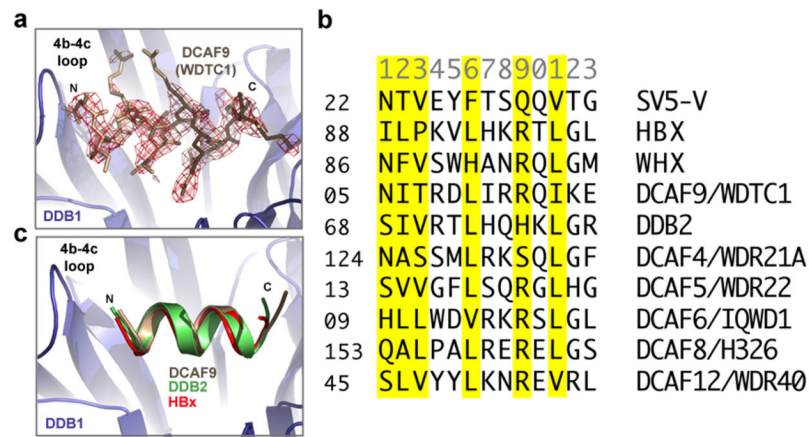 a
4b-4c
loop
DCAF9
(WDTC1)
N
C
DDB1
c
4b-4c
loop
N
C
DCAF9
DDB2
HBx
DDB1
b
1234567890123
22 NTVEYFTSQQVTG SV5-V
88 ILPKVLHKRTLGL HBX
86 NFVSWHANRQLGM WHX
05 NITRDLIRRQIKE DCAF9/WDTC1
68 SIVRTLHQHKLGR DDB2
124 NASSMLRKSQLGF DCAF4/WDR21A
13 SVVGFLSQRGLHG DCAF5/WDR22
09 HLLWDVRKRSLGL DCAF6/IQWD1
153 QALPALRERELGS DCAF8/H326
45 SLVYYLKNREVRL DCAF12/WDR40